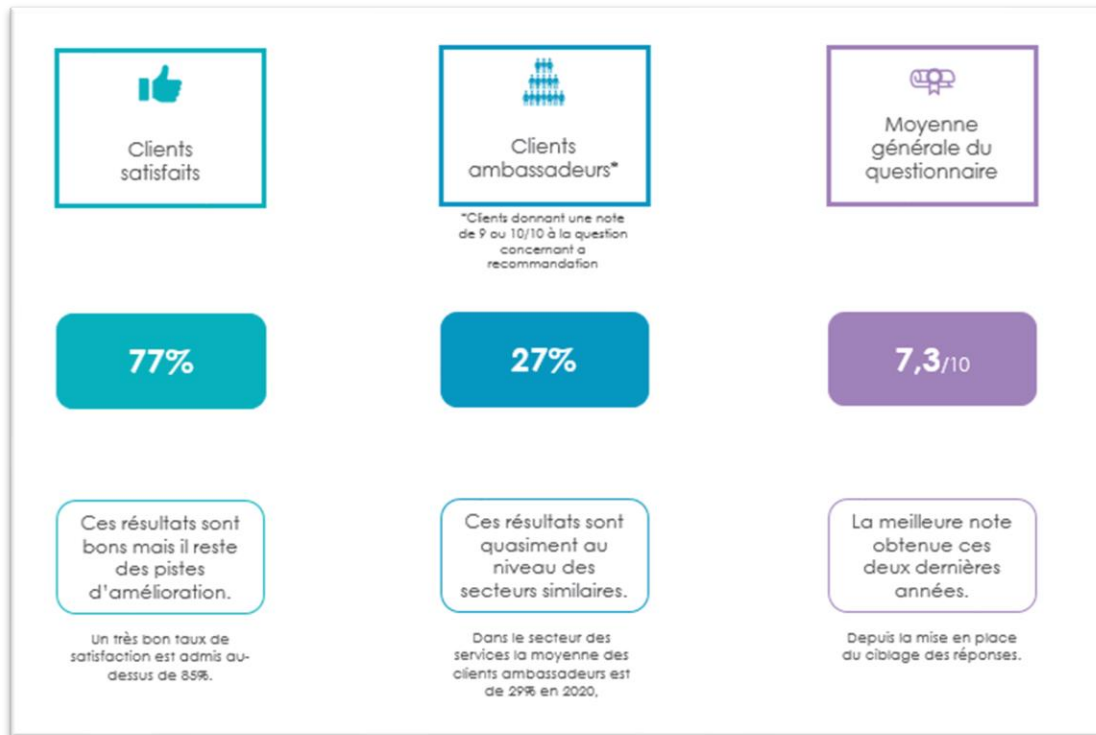 Clients
satisfaits
Clients
ambassadeurs*
*Clients donnant une note
de 9 ou 10/10 à la question
concernant a
recommandation
Moyenne
générale du
questionnaire
77%
27%
7,3/10
Ces résultats sont
bons mais il reste
des pistes
d'amélioration.
Un très bon taux de
satisfaction est admis au-
dessus de 85%.
Ces résultats sont
quasiment au
niveau des
secteurs similaires.
Dans le secteur des
services la moyenne des
clients ambassadeurs est
de 29% en 2020,
La meilleure note
obtenue ces
deux dernières
années.
Depuis la mise en place
du ciblage des réponses.